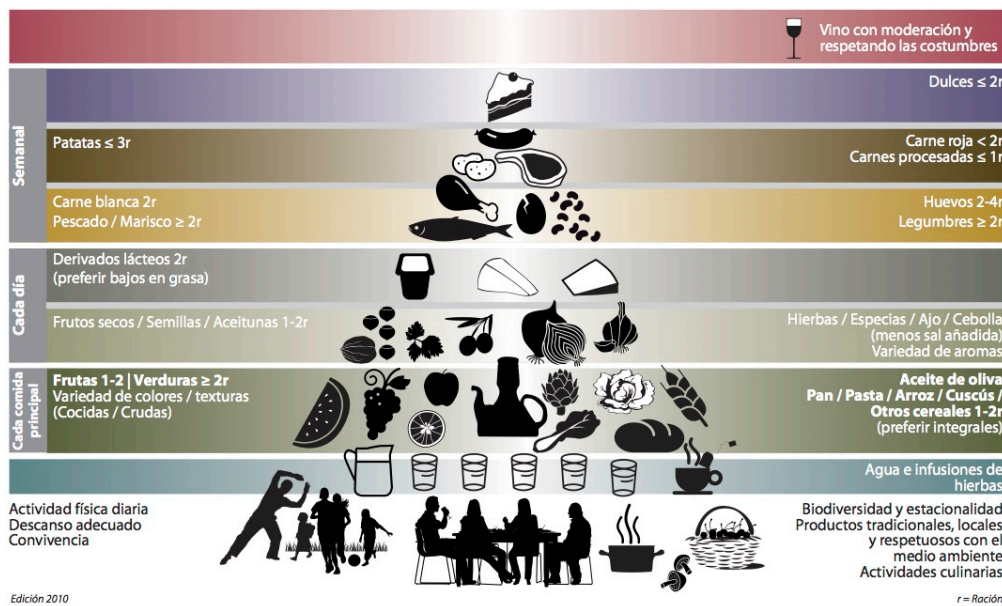 Vino con moderación y
respetando las costumbres
Semanal
Dulces ≤ 2r
Patatas ≤ 3r
Carne roja < 2r
Carnes procesadas ≤ 1r
Carne blanca 2r
Pescado / Marisco ≥ 2r
Huevos 2-4r
Legumbres ≥ 2r
Cada día
Derivados lácteos 2r
(preferir bajos en grasa)
Frutos secos / Semillas / Aceitunas 1-2r
Hierbas / Especias / Ajo / Cebolla
(menos sal añadida)
Variedad de aromas
Cada comida
principal
Frutas 1-2 | Verduras ≥ 2r
Variedad de colores / texturas
(Cocidas / Crudas)
Aceite de oliva
Pan / Pasta / Arroz / Cuscús /
Otros cereales 1-2r
(preferir integrales)
Agua e infusiones de
hierbas
Actividad física diaria
Descanso adecuado
Convivencia
Biodiversidad y estacionalidad
Productos tradicionales, locales
y respetuosos con el
medio ambiente
Actividades culinarias
Edición 2010
r = Ración